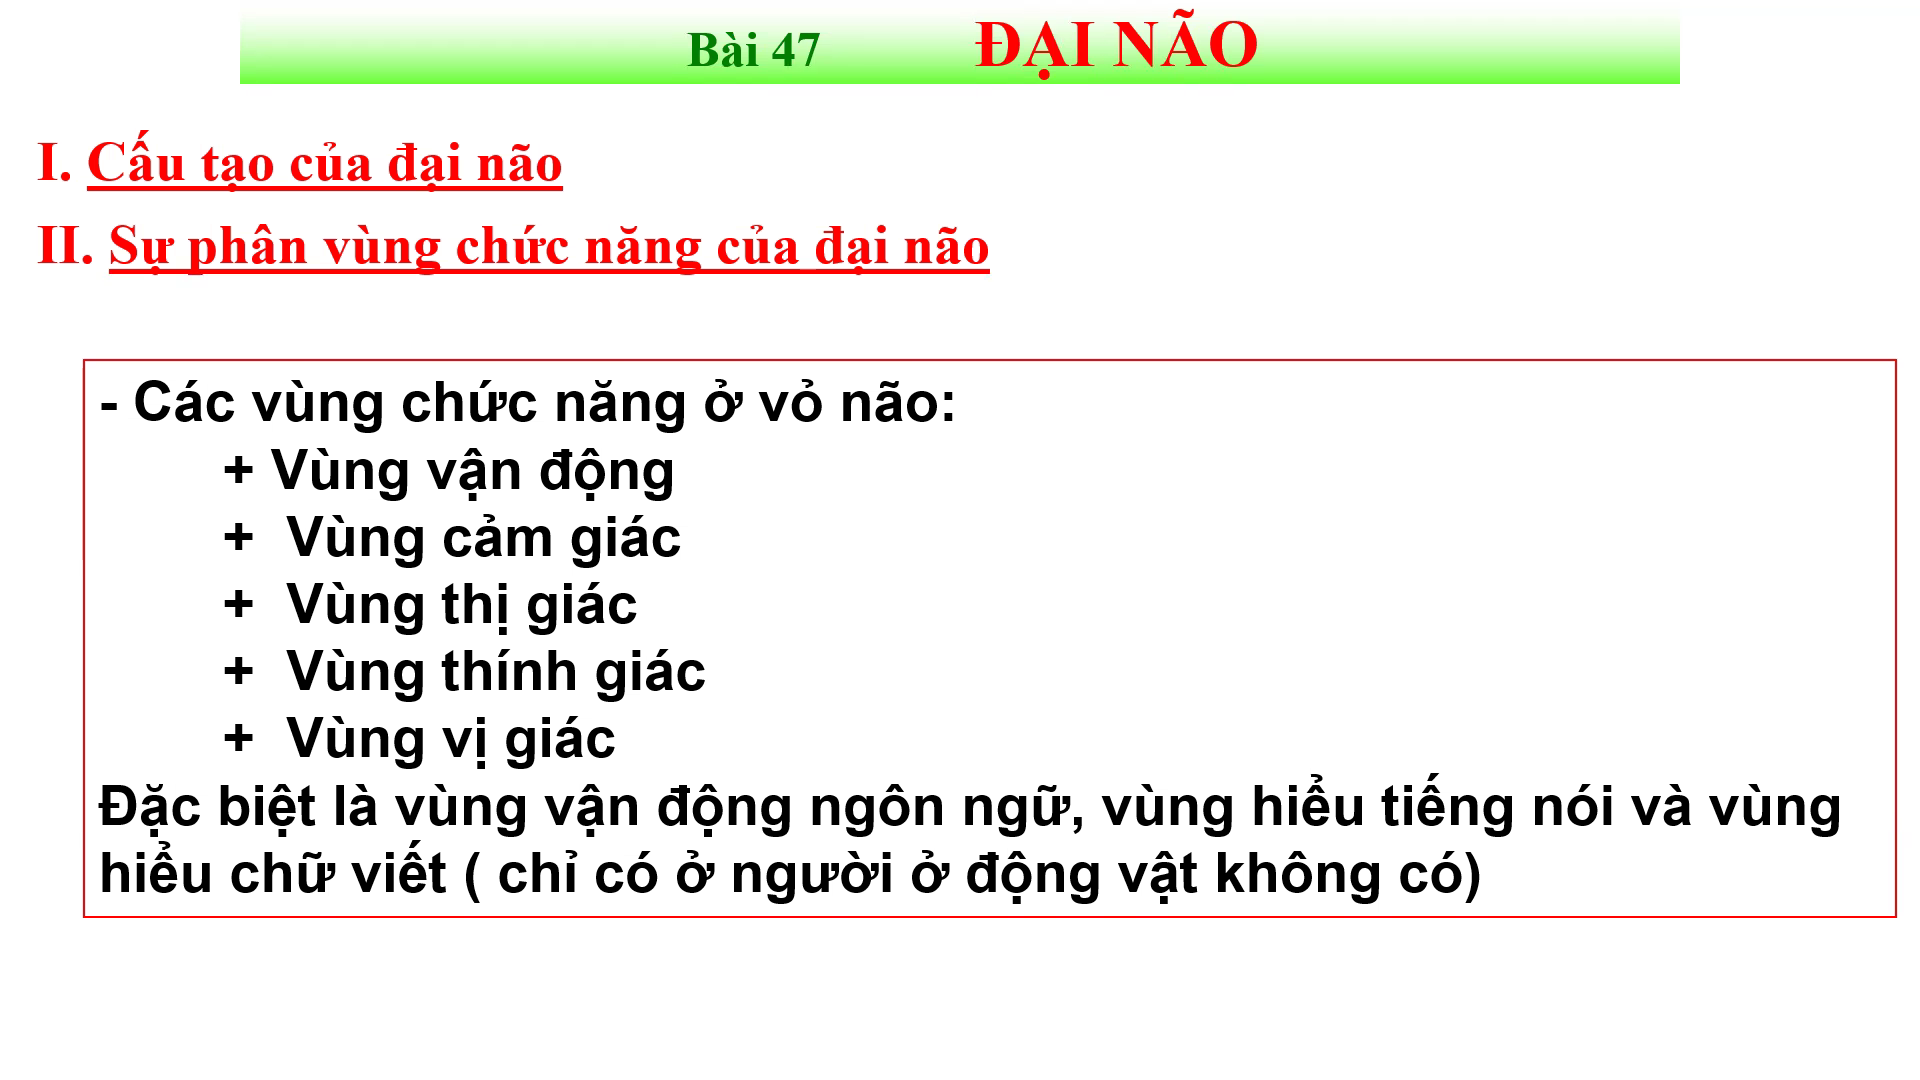 Bài 47 ĐẠI NÃO
I. Cấu tạo của đại não
II. Sự phân vùng chức năng của đại não
- Các vùng chức năng ở vỏ não:
+ Vùng vận động
+ Vùng cảm giác
+ Vùng thị giác
+ Vùng thính giác
+ Vùng vị giác
Đặc biệt là vùng vận động ngôn ngữ, vùng hiểu tiếng nói và vùng
hiểu chữ viết ( chỉ có ở người ở động vật không có)